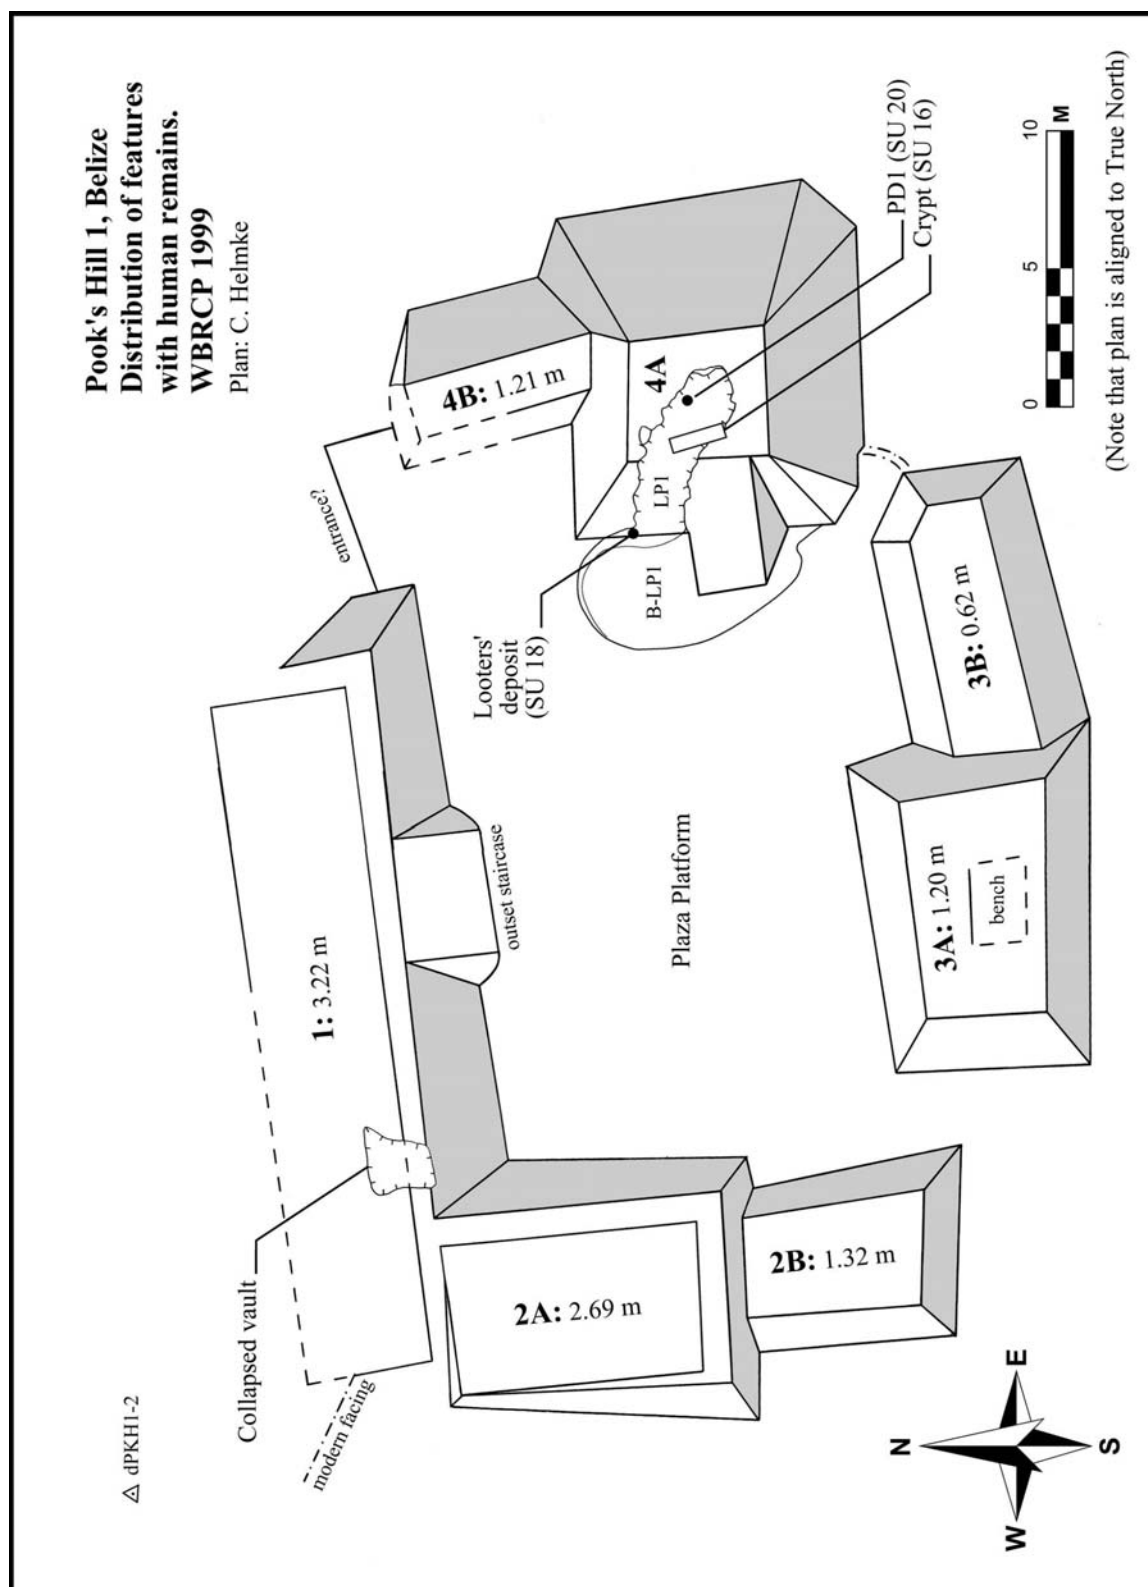 Pook's Hill 1, Belize
Distribution of features
with human remains.
WBRCP 1999
Plan: C. Helmke
dPKH1-2
Collapsed vault
modern facing
1: 3.22 m
outset staircase
entrance?
4B: 1.21 m
4A
LP1
B-LP1
Looters'
deposit
(SU 18)
PD1 (SU 20)
Crypt (SU 16)
Plaza Platform
2A: 2.69 m
2B: 1.32 m
3A: 1.20 m
bench
3B: 0.62 m
0 5 10
M
(Note that plan is aligned to True North)
N
W E
S